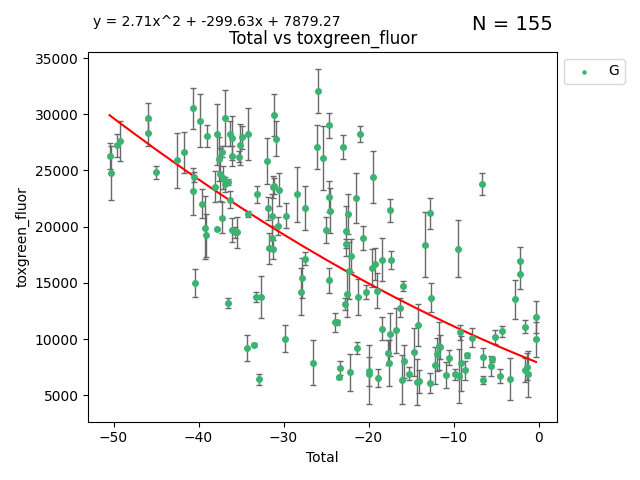 y = 2.71x^2 + -299.63x + 7879.27
N = 155
Total vs toxgreen_fluor
G
35000
30000
25000
20000
15000
10000
5000
toxgreen_fluor
−50
−40
−30
−20
−10
0
Total